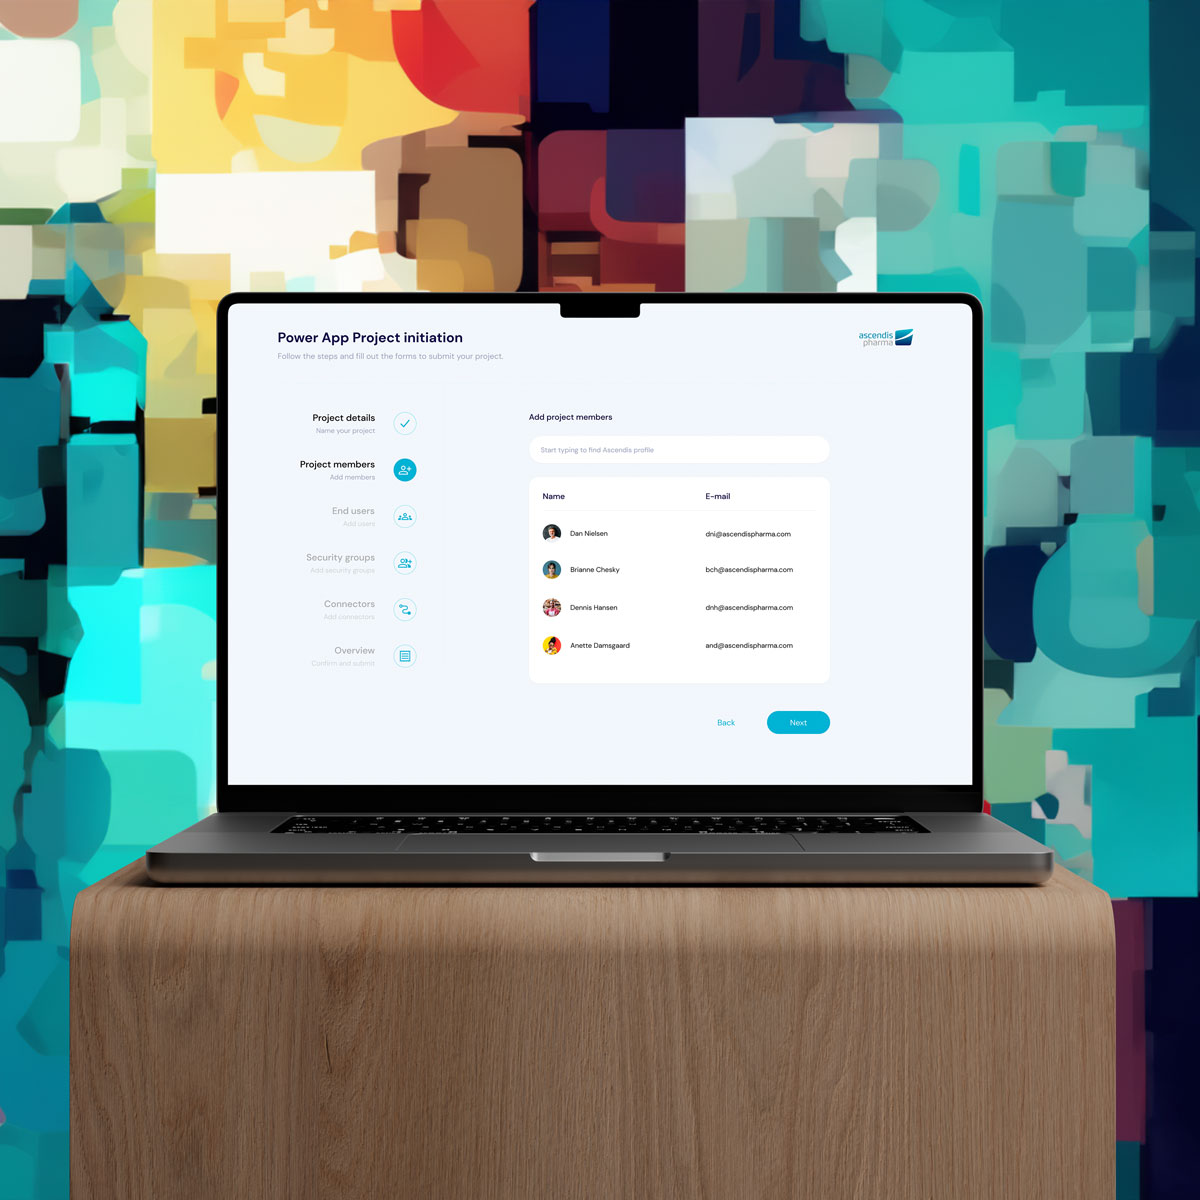 Power App Project initiation
Follow the steps and fill out the forms to submit your project.
ascendis
pharma
Project details
Name your project
Project members
Add members
End users
Add users
Security groups
Add security groups
Connectors
Add connectors
Overview
Confirm and submit
Add project members
Start typing to find Ascendis profile
Name E-mail
Dan Nielsen dni@ascendispharma.com
Brianne Chesky bch@ascendispharma.com
Dennis Hansen dnh@ascendispharma.com
Anette Damsgaard and@ascendispharma.com
Back Next